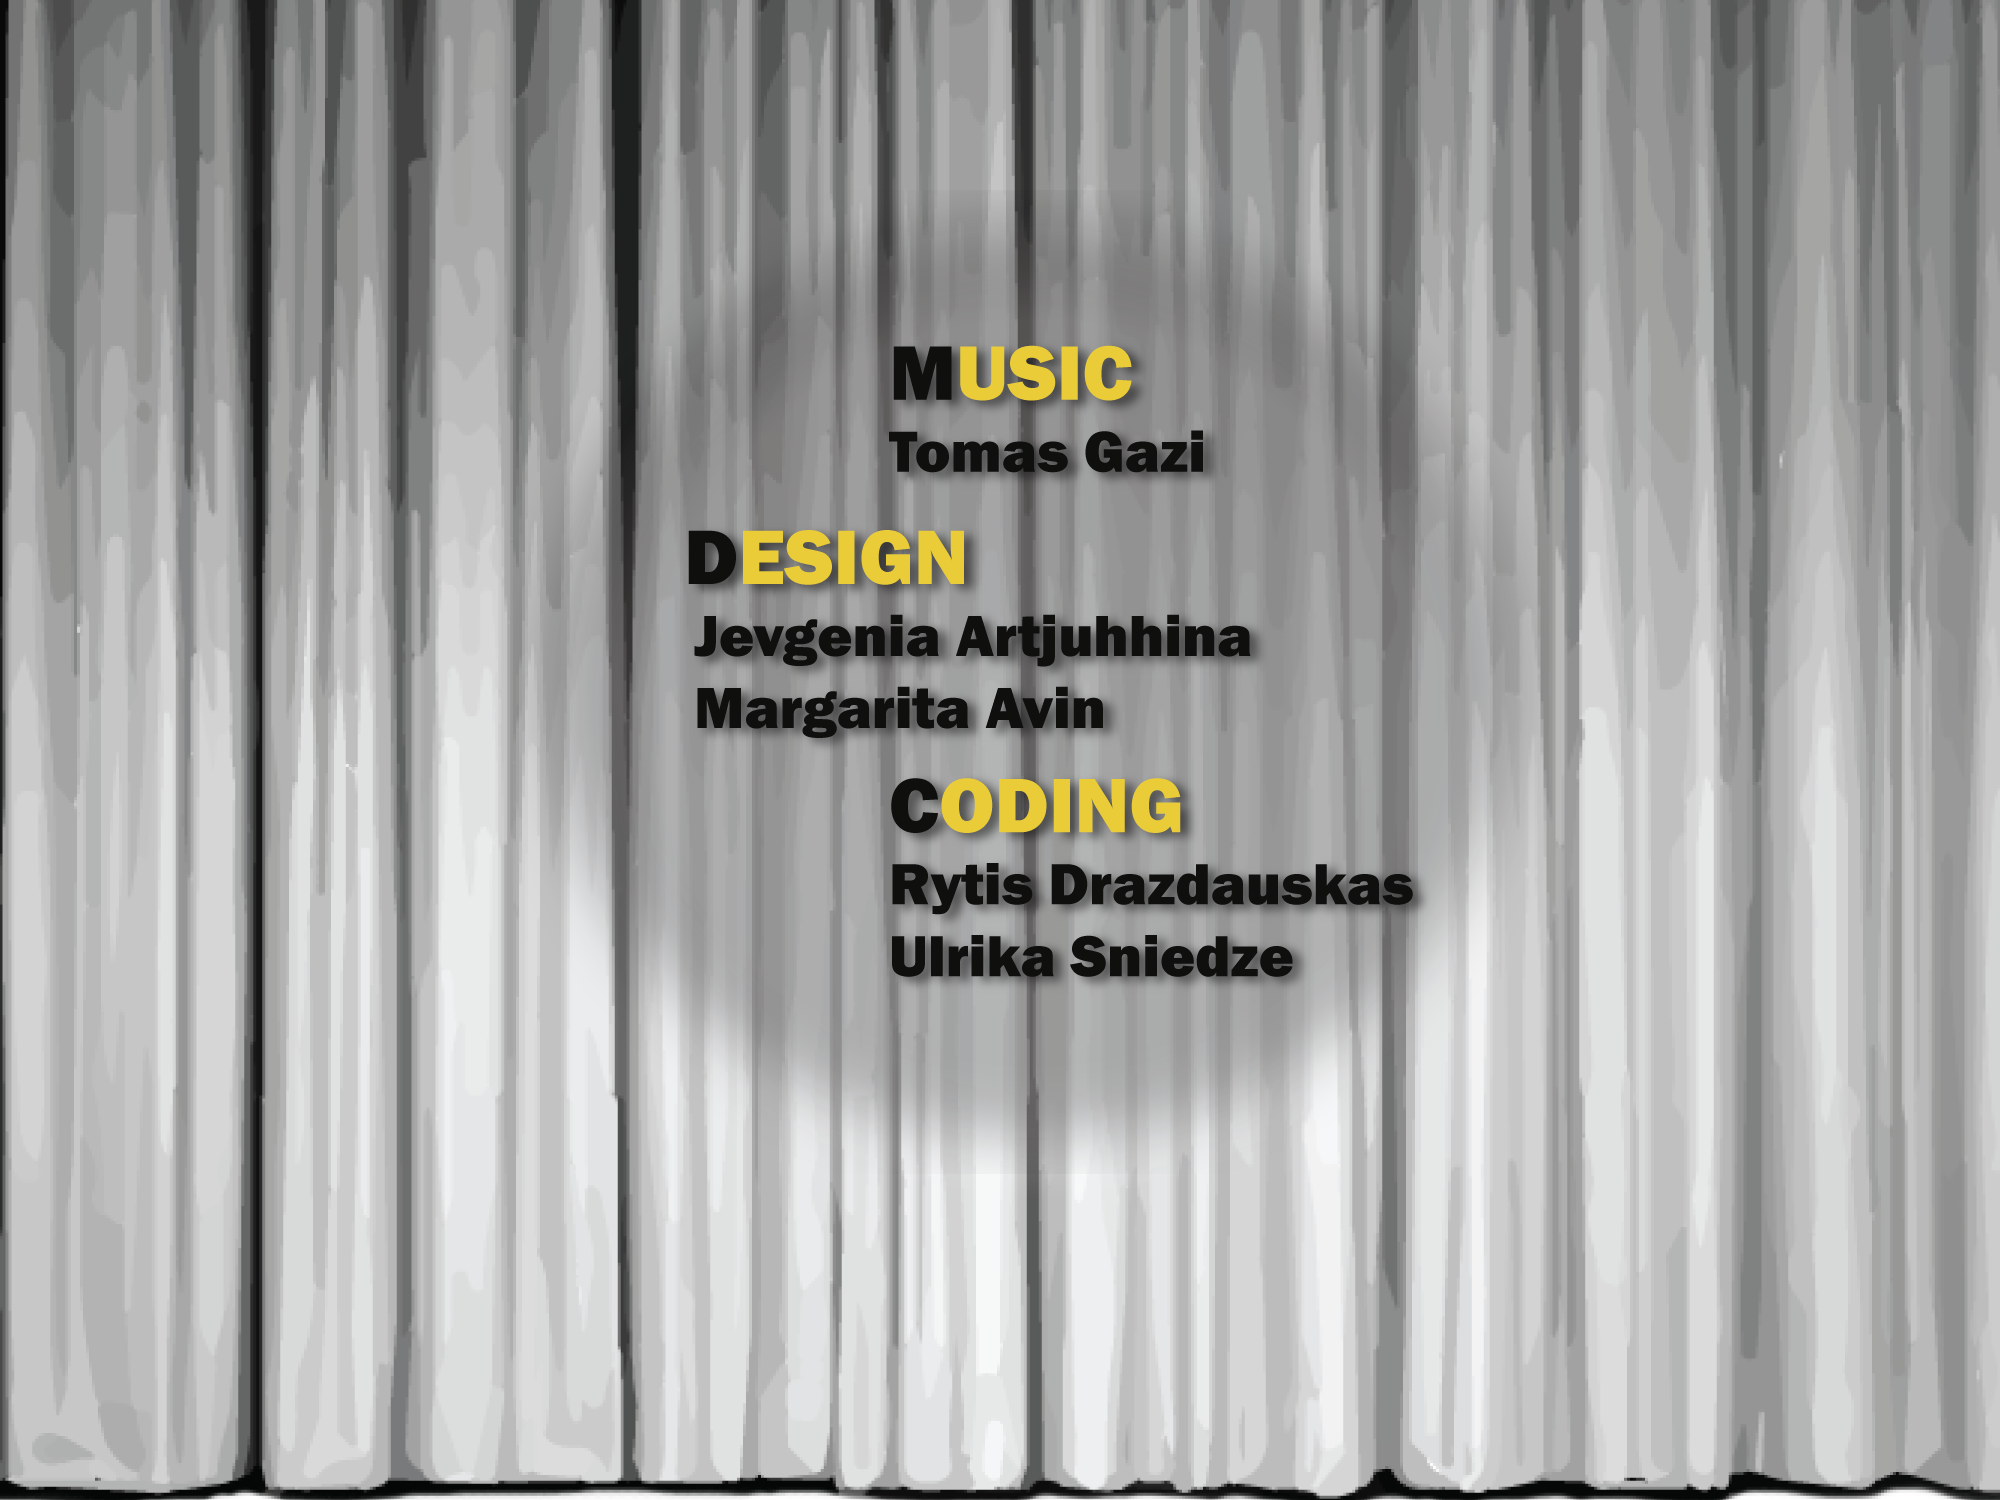 MUSIC
Tomas Gazi
DESIGN
Jevgenia Artjuhhina
Margarita Avin
CODING
Rytis Drazdauskas
Ulrika Sniedze